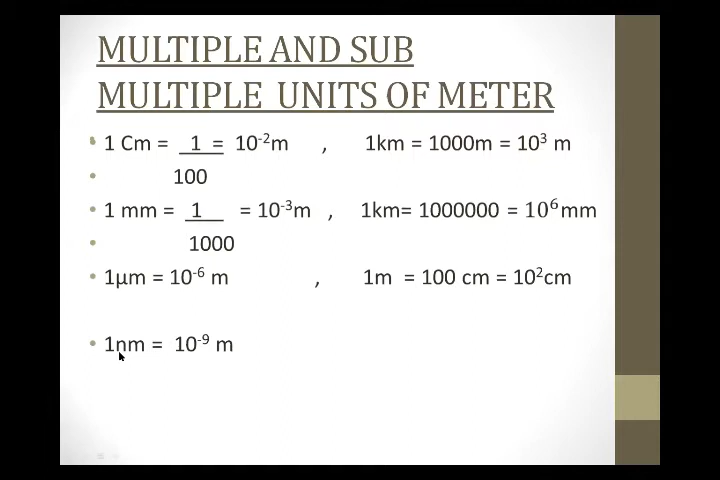 MULTIPLE AND SUB
MULTIPLE UNITS OF METER
• 1 Cm = 1 = 10⁻²m , 1km = 1000m = 10³ m
• 100
• 1 mm = 1 = 10⁻³m , 1km= 1000000 = 10⁶mm
• 1000
• 1µm = 10⁻⁶ m , 1m = 100 cm = 10²cm
• 1nm = 10⁻⁹ m